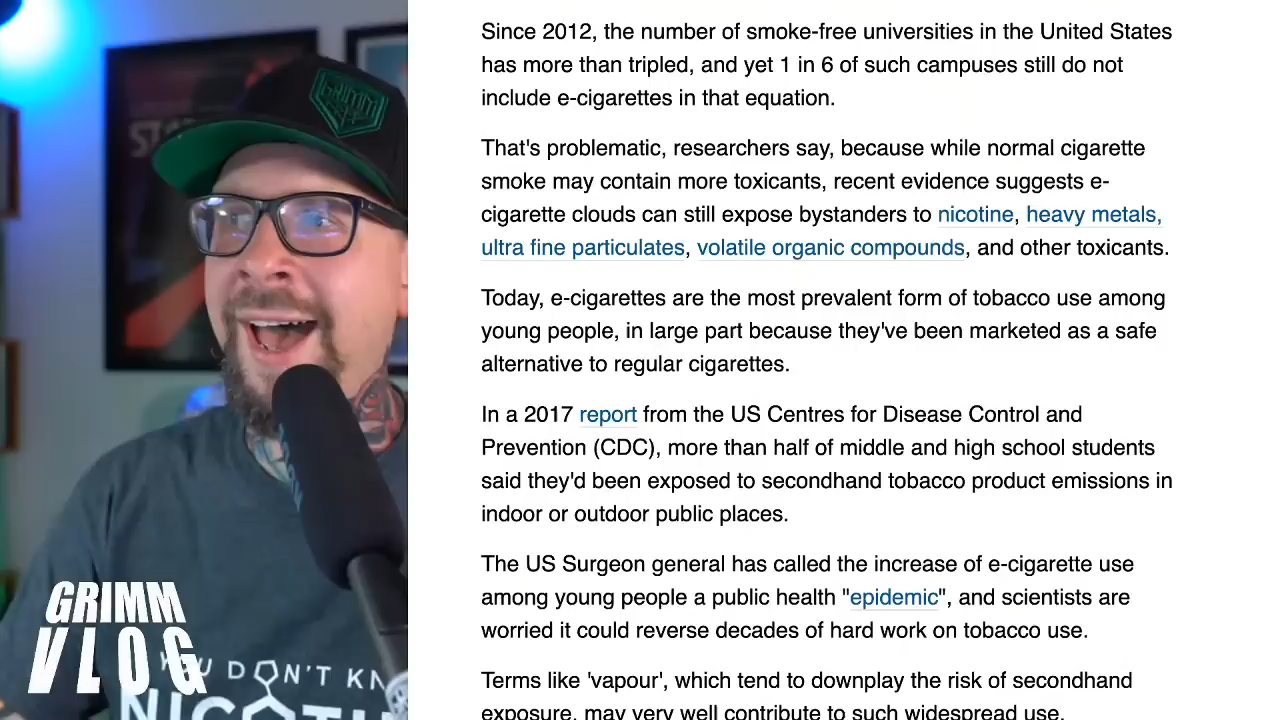 Since 2012, the number of smoke-free universities in the United States
has more than tripled, and yet 1 in 6 of such campuses still do not
include e-cigarettes in that equation.
That's problematic, researchers say, because while normal cigarette
smoke may contain more toxicants, recent evidence suggests e-
cigarette clouds can still expose bystanders to nicotine, heavy metals,
ultra fine particulates, volatile organic compounds, and other toxicants.
Today, e-cigarettes are the most prevalent form of tobacco use among
young people, in large part because they've been marketed as a safe
alternative to regular cigarettes.
In a 2017 report from the US Centres for Disease Control and
Prevention (CDC), more than half of middle and high school students
said they'd been exposed to secondhand tobacco product emissions in
indoor or outdoor public places.
The US Surgeon general has called the increase of e-cigarette use
among young people a public health "epidemic", and scientists are
worried it could reverse decades of hard work on tobacco use.
Terms like 'vapour', which tend to downplay the risk of secondhand
exposure, may very well contribute to such widespread use.
GRIMM
GRIMM
VLOG
DON'T